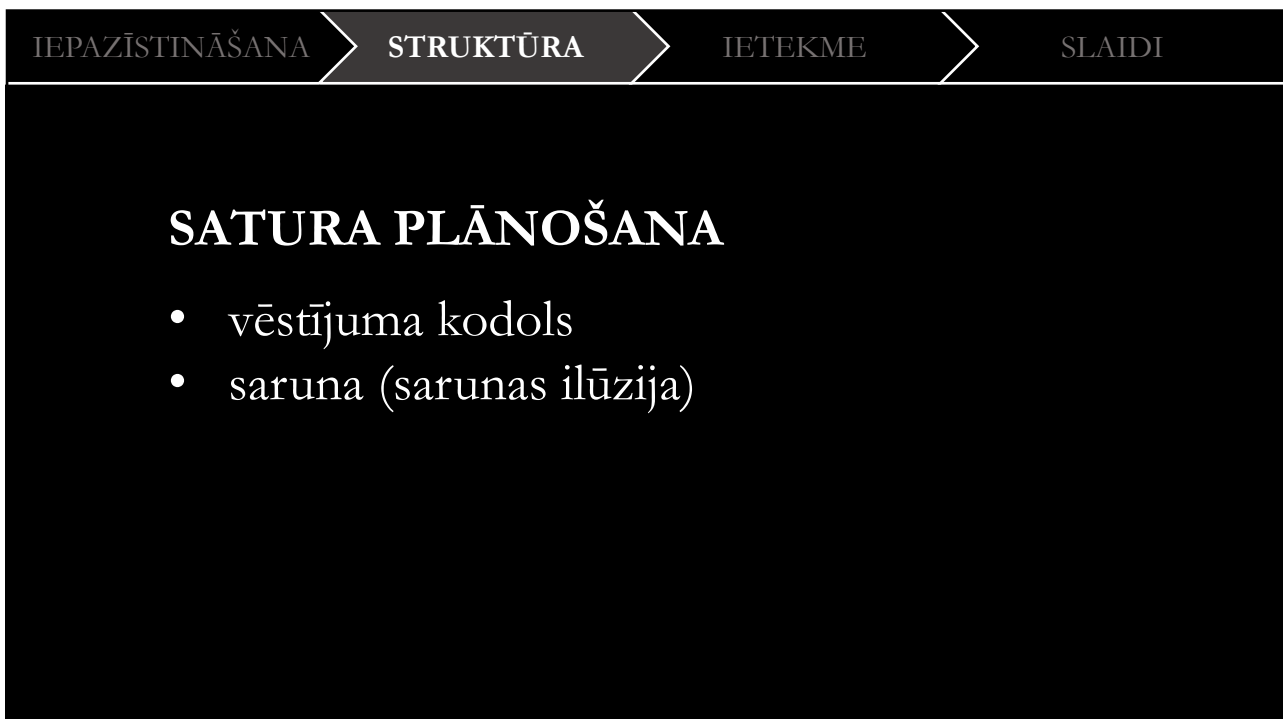 IEPAZĪSTINĀŠANA STRUKTŪRA IETEKME SLAIDI
SATURA PLĀNOŠANA
• vēstījuma kodols
• saruna (sarunas ilūzija)